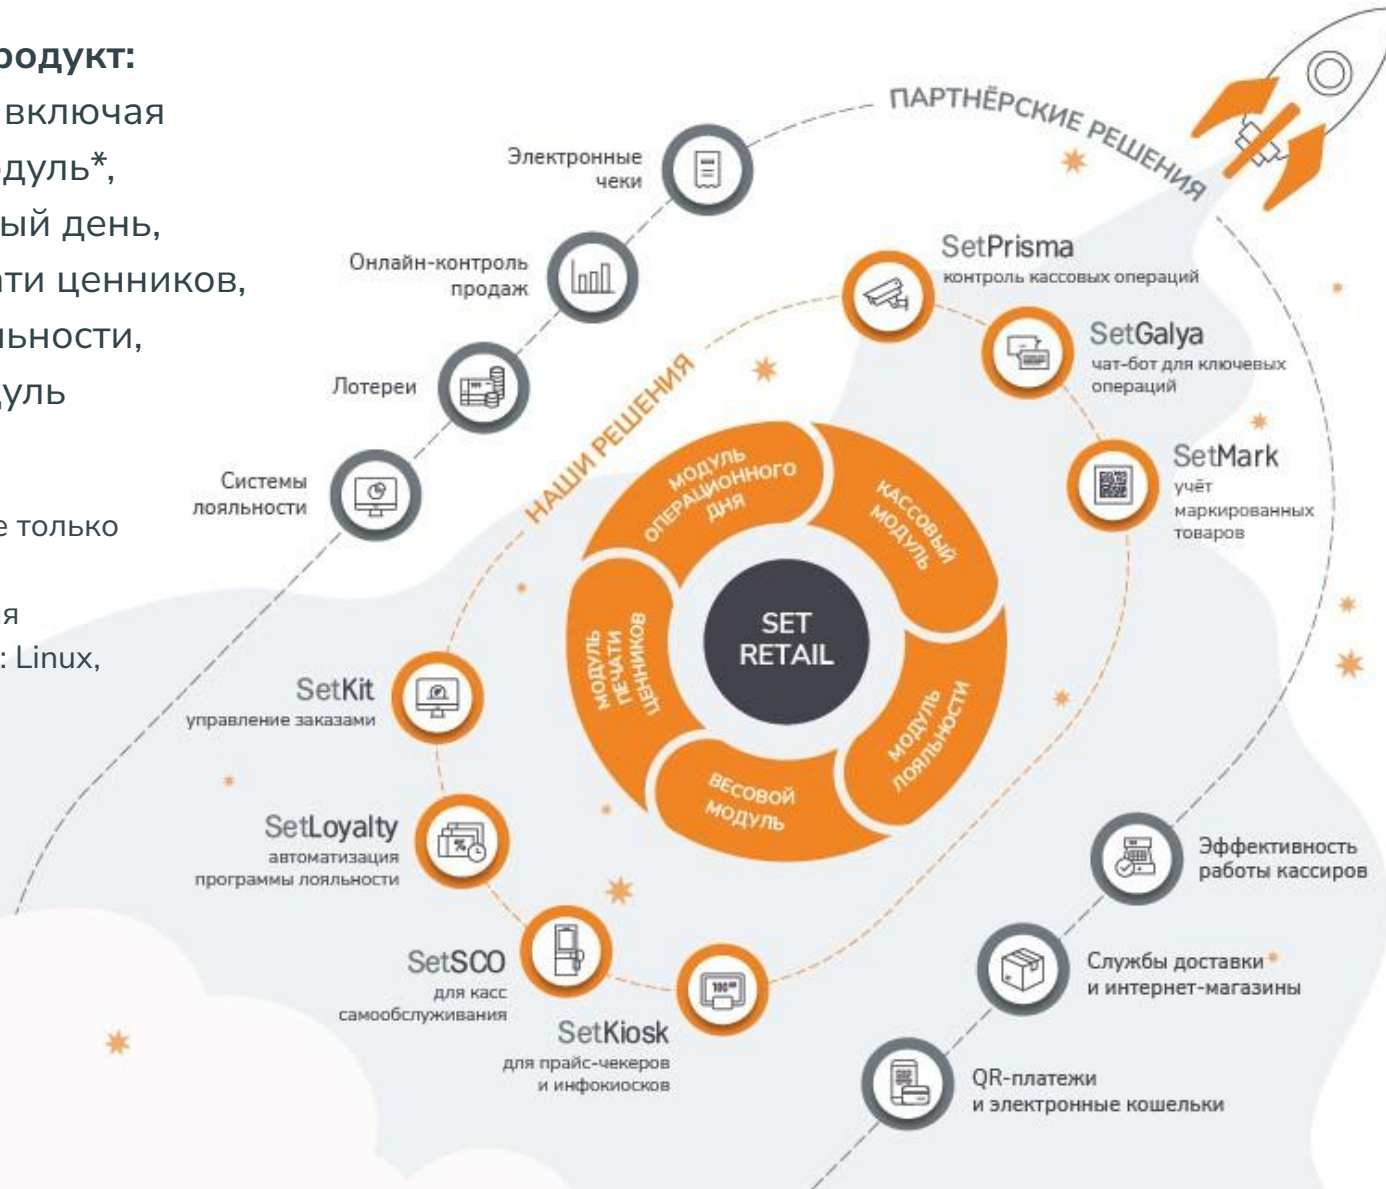 родукт:
включая
дуль*,
ый день,
ати ценников,
льности,
уль
е только
ия
: Linux,
ПАРТНЁРСКИЕ РЕШЕНИЯ
Электронные
чеки
Онлайн-контроль
продаж
Лотереи
Системы
лояльности
НАШИ РЕШЕНИЯ
SetPrisma
контроль кассовых операций
SetGalya
чат-бот для ключевых
операций
SetMark
учёт
маркированных
товаров
МОДУЛЬ
ОПЕРАЦИОННОГО
ДНЯ
КАССОВЫЙ
МОДУЛЬ
МОДУЛЬ
ПЕЧАТИ
ЦЕННИКОВ
SET
RETAIL
МОДУЛЬ
ЛОЯЛЬНОСТИ
ВЕСОВОЙ
МОДУЛЬ
SetKit
управление заказами
SetLoyalty
автоматизация
программы лояльности
SetSCO
для касс
самообслуживания
SetKiosk
для прайс-чекеров
и инфокиосков
Эффективность
работы кассиров
Службы доставки
и интернет-магазины
QR-платежи
и электронные кошельки